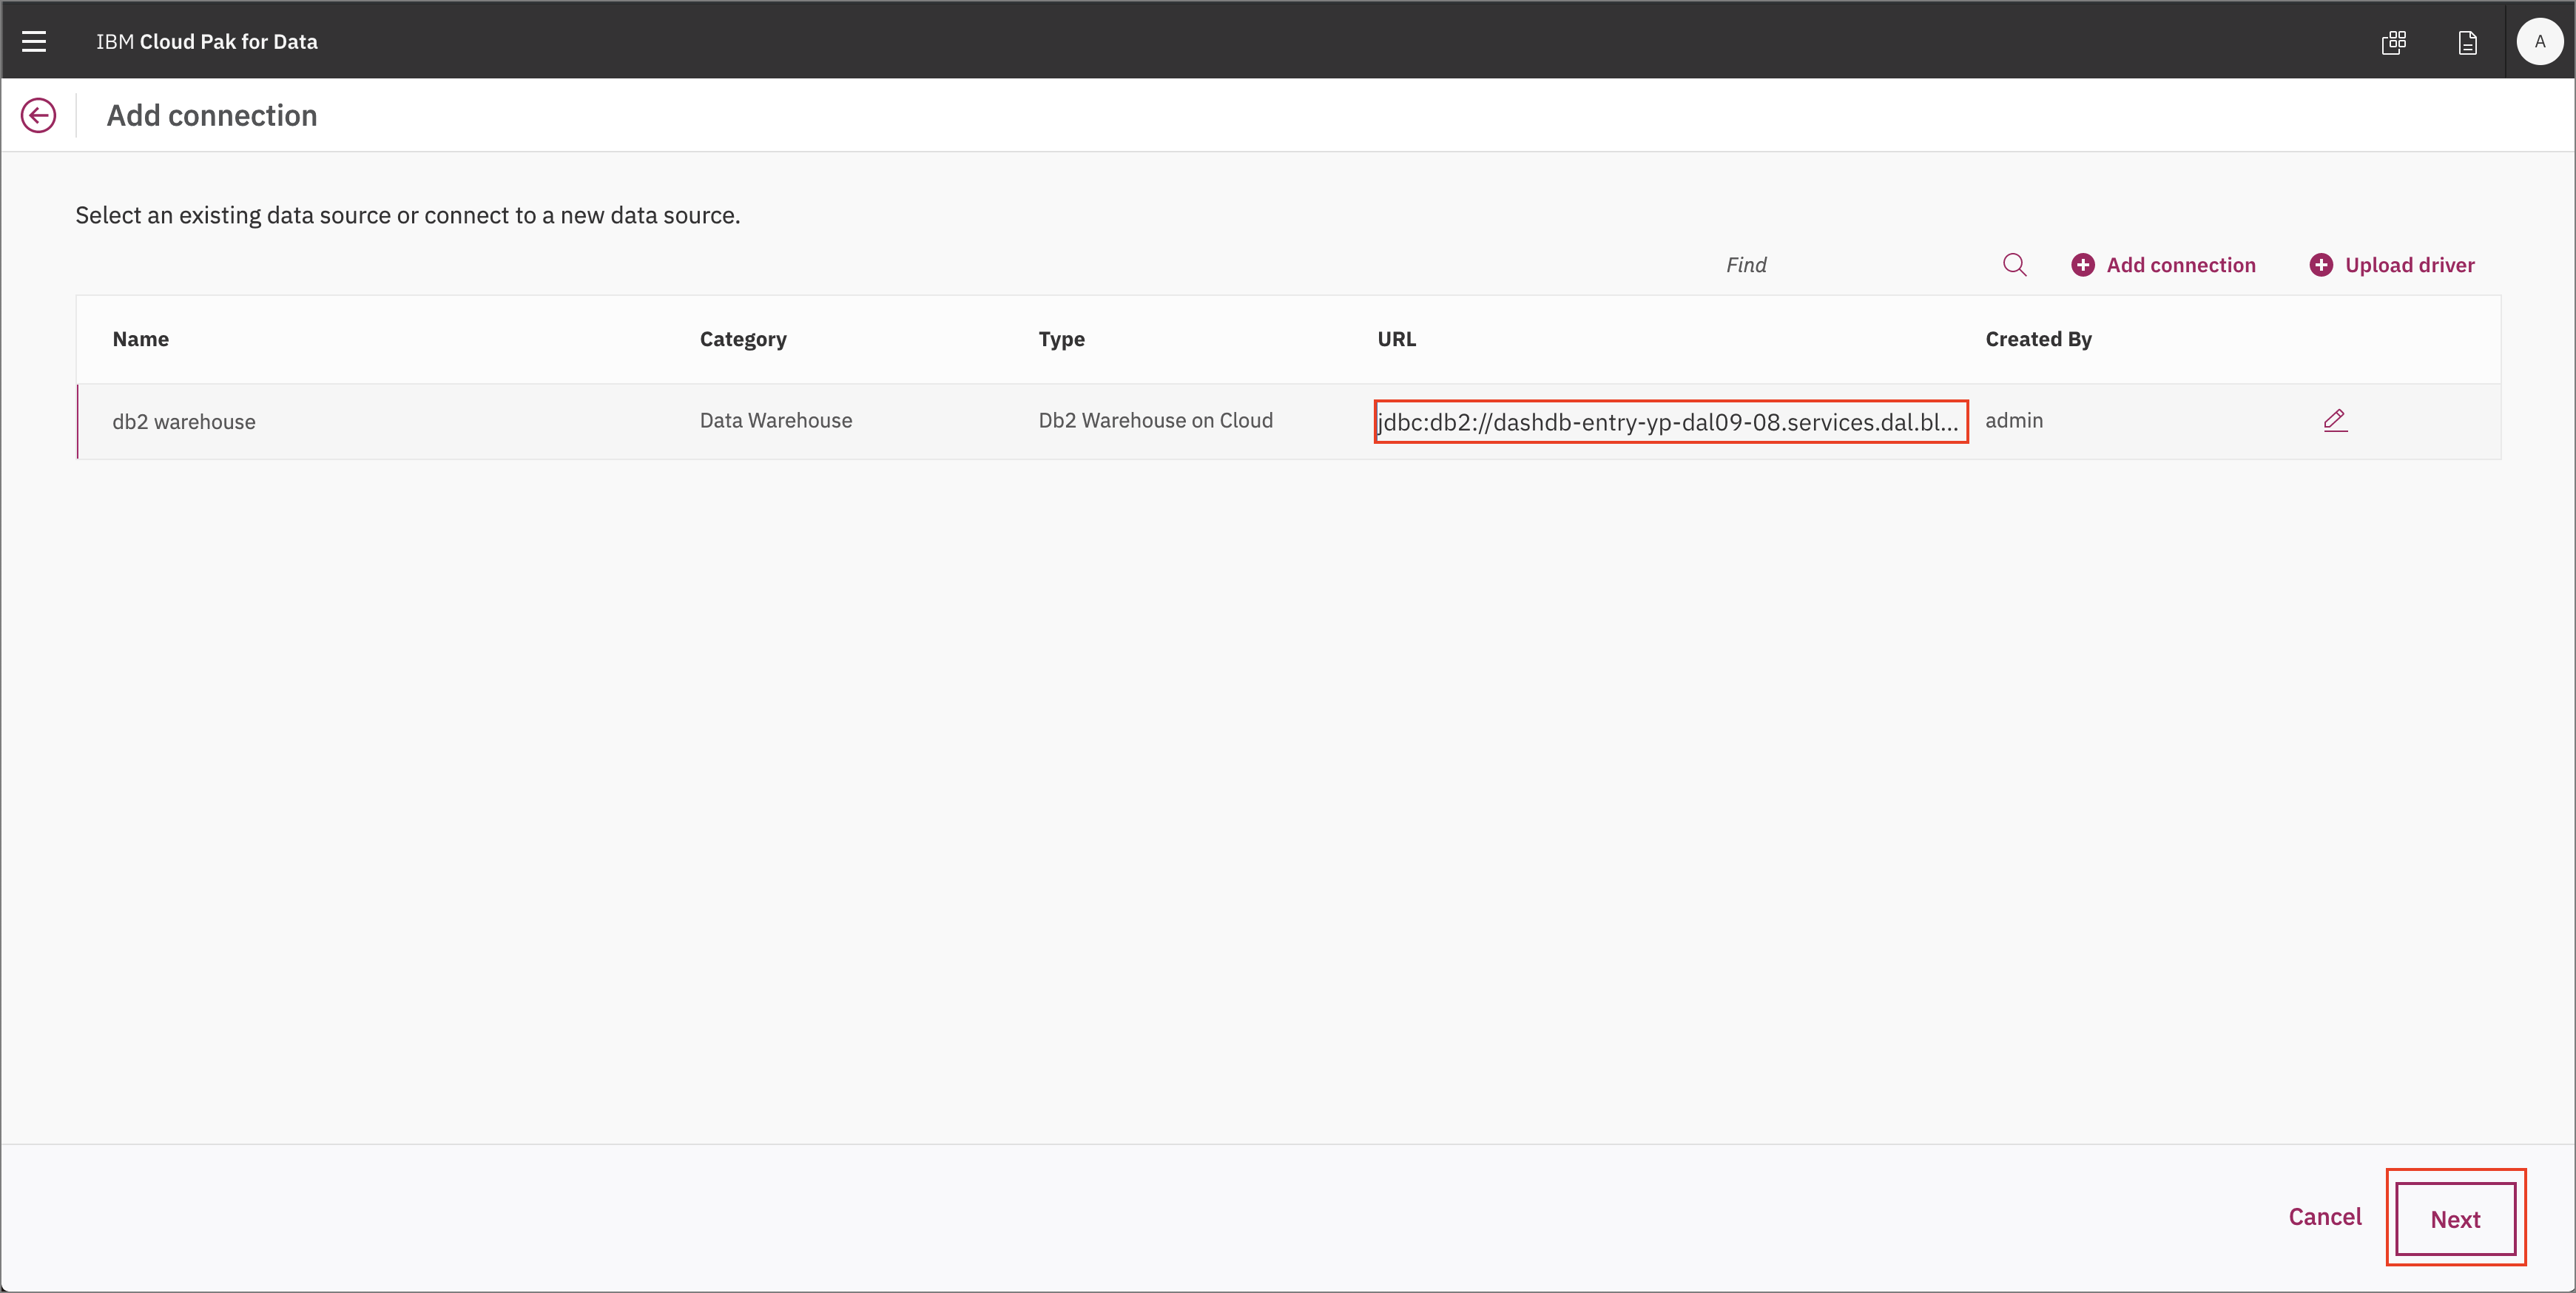 IBM Cloud Pak for Data
A
Add connection
Select an existing data source or connect to a new data source.
Find
Add connection
Upload driver
Name Category Type URL Created By
db2 warehouse Data Warehouse Db2 Warehouse on Cloud jdbc:db2://dashdb-entry-yp-dal09-08.services.dal.bl... admin
Cancel
Next